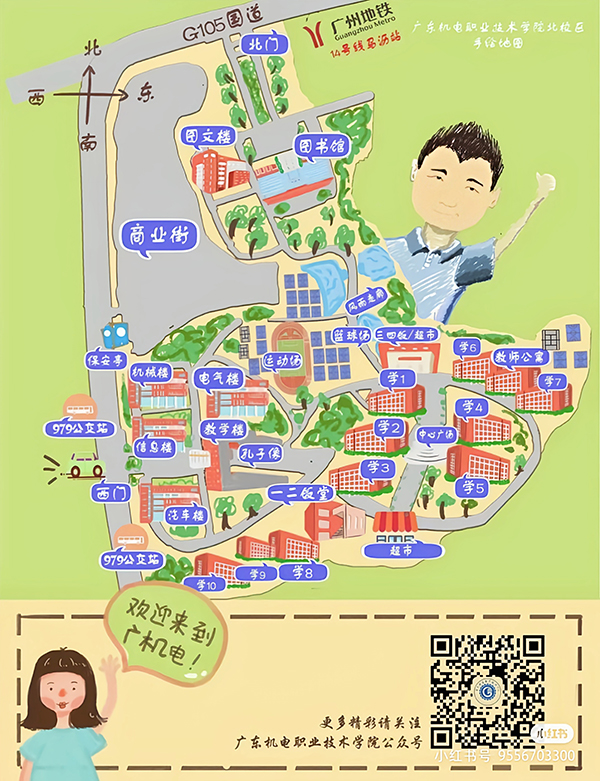 G105国道
广州地铁
Guangzhou Metro
14号线马沥站
广东机电职业技术学院北校区
手绘地图
北
西
东
南
北门
图文楼
图书馆
商业街
风雨走廊
保安亭
运动场
篮球场
三四饭/超市
学6
教师公寓
机械楼
电气楼
学1
学7
979公交站
信息楼
教学楼
孔子像
学2
中心广场
学4
西门
汽车楼
一二饭堂
学3
学5
979公交站
超市
学10
学9
学8
欢迎来到
广机电！
更多精彩请关注
广东机电职业技术学院公众号
小红书
小红书号 9556703300